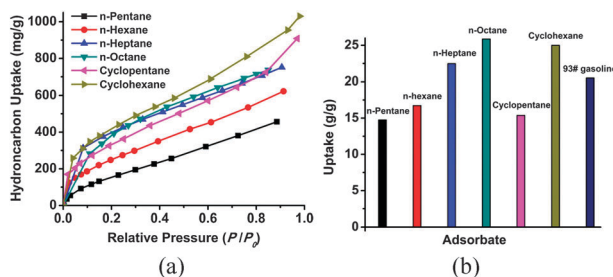 n-Pentane
n-Hexane
n-Heptane
n-Octane
Cyclopentane
Cyclohexane
Hydroncarbon Uptake (mg/g)
1000
800
600
400
200
0
0.0 0.2 0.4 0.6 0.8 1.0
Relative Pressure (P/P₀)
(a)
Uptake (g/g)
25
20
15
10
5
0
n-Pentane
n-hexane
n-Heptane
n-Octane
Cyclopentane
Cyclohexane
93# gasoline
Adsorbate
(b)